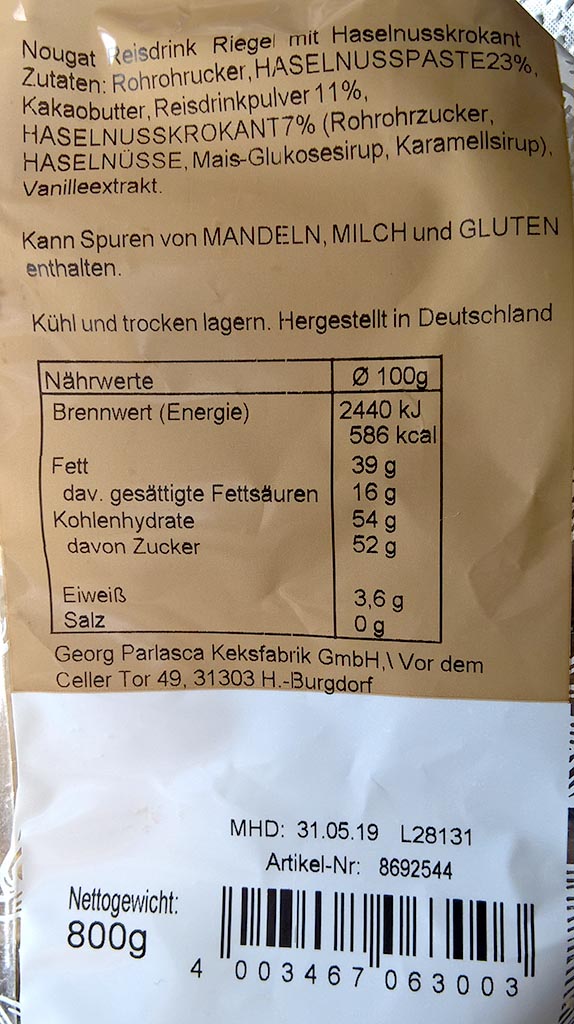 Nougat Reisdrink Riegel mit Haselnusskrokant
Zutaten: Rohrohrucker, HASELNUSSPASTE23%,
Kakaobutter, Reisdrinkpulver 11%,
HASELNUSSKROKANT7% (Rohrohrzucker,
HASELNÜSSE, Mais-Glukosesirup, Karamellsirup),
Vanilleextrakt.
Kann Spuren von MANDELN, MILCH und GLUTEN
enthalten.
Kühl und trocken lagern. Hergestellt in Deutschland
Nährwerte Ø 100g
Brennwert (Energie) 2440 kJ
586 kcal
Fett 39 g
dav. gesättigte Fettsäuren 16 g
Kohlenhydrate 54 g
davon Zucker 52 g
Eiweiß 3,6 g
Salz 0 g
Georg Parlasca Keksfabrik GmbH,\ Vor dem
Celler Tor 49, 31303 H.-Burgdorf
MHD: 31.05.19 L28131
Artikel-Nr: 8692544
Nettogewicht:
800g
4 003467 063003